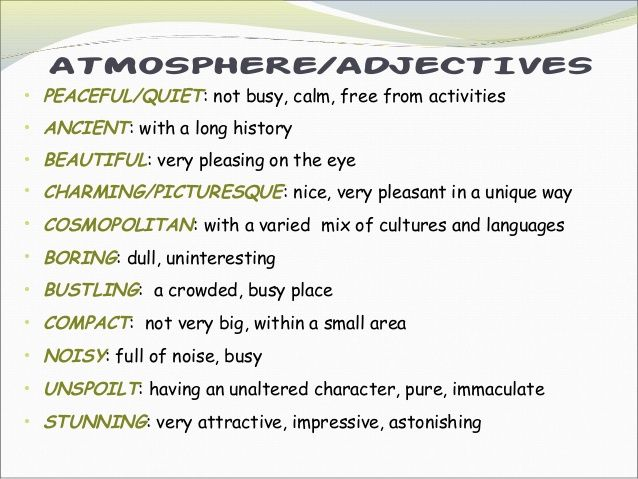 ATMOSPHERE/ADJECTIVES
• PEACEFUL/QUIET: not busy, calm, free from activities
• ANCIENT: with a long history
• BEAUTIFUL: very pleasing on the eye
• CHARMING/PICTURESQUE: nice, very pleasant in a unique way
• COSMOPOLITAN: with a varied mix of cultures and languages
• BORING: dull, uninteresting
• BUSTLING: a crowded, busy place
• COMPACT: not very big, within a small area
• NOISY: full of noise, busy
• UNSPOILT: having an unaltered character, pure, immaculate
• STUNNING: very attractive, impressive, astonishing